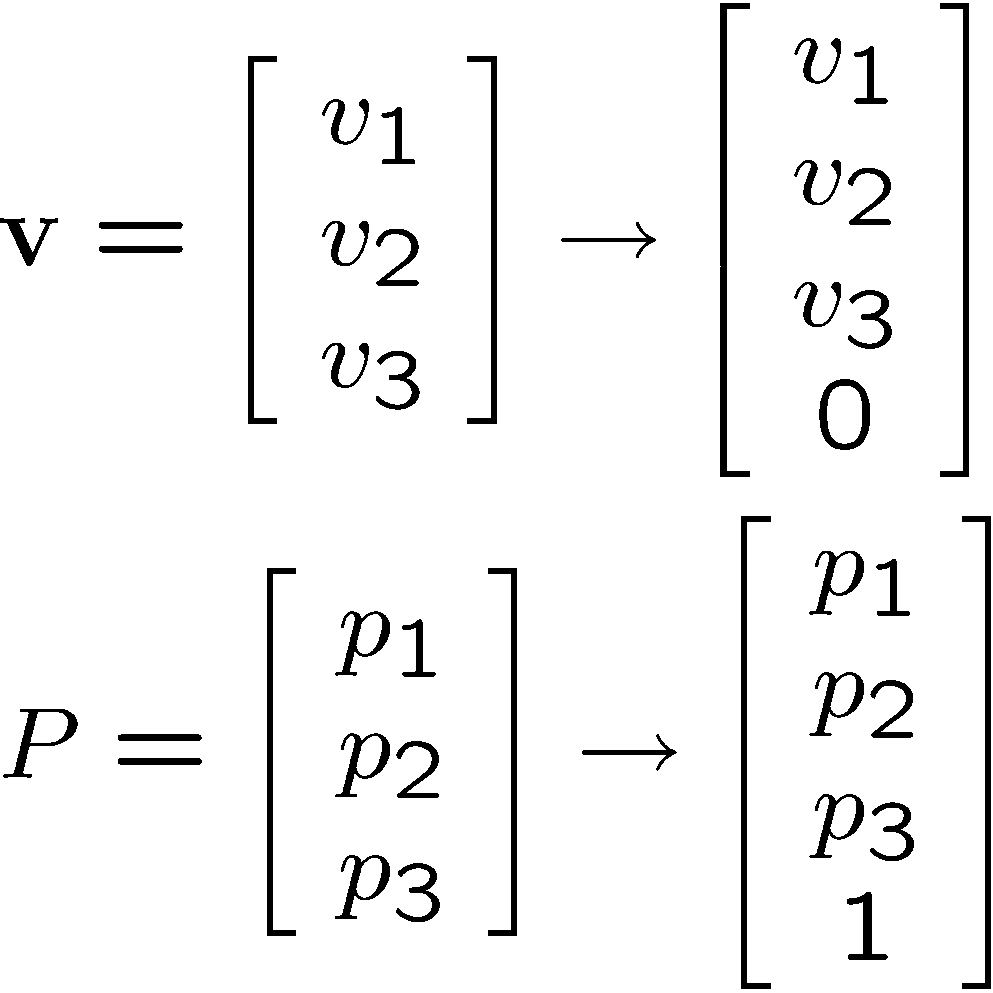 v = [ v1 v2 v3 ] → [ v1 v2 v3 0 ]
P = [ p1 p2 p3 ] → [ p1 p2 p3 1 ]